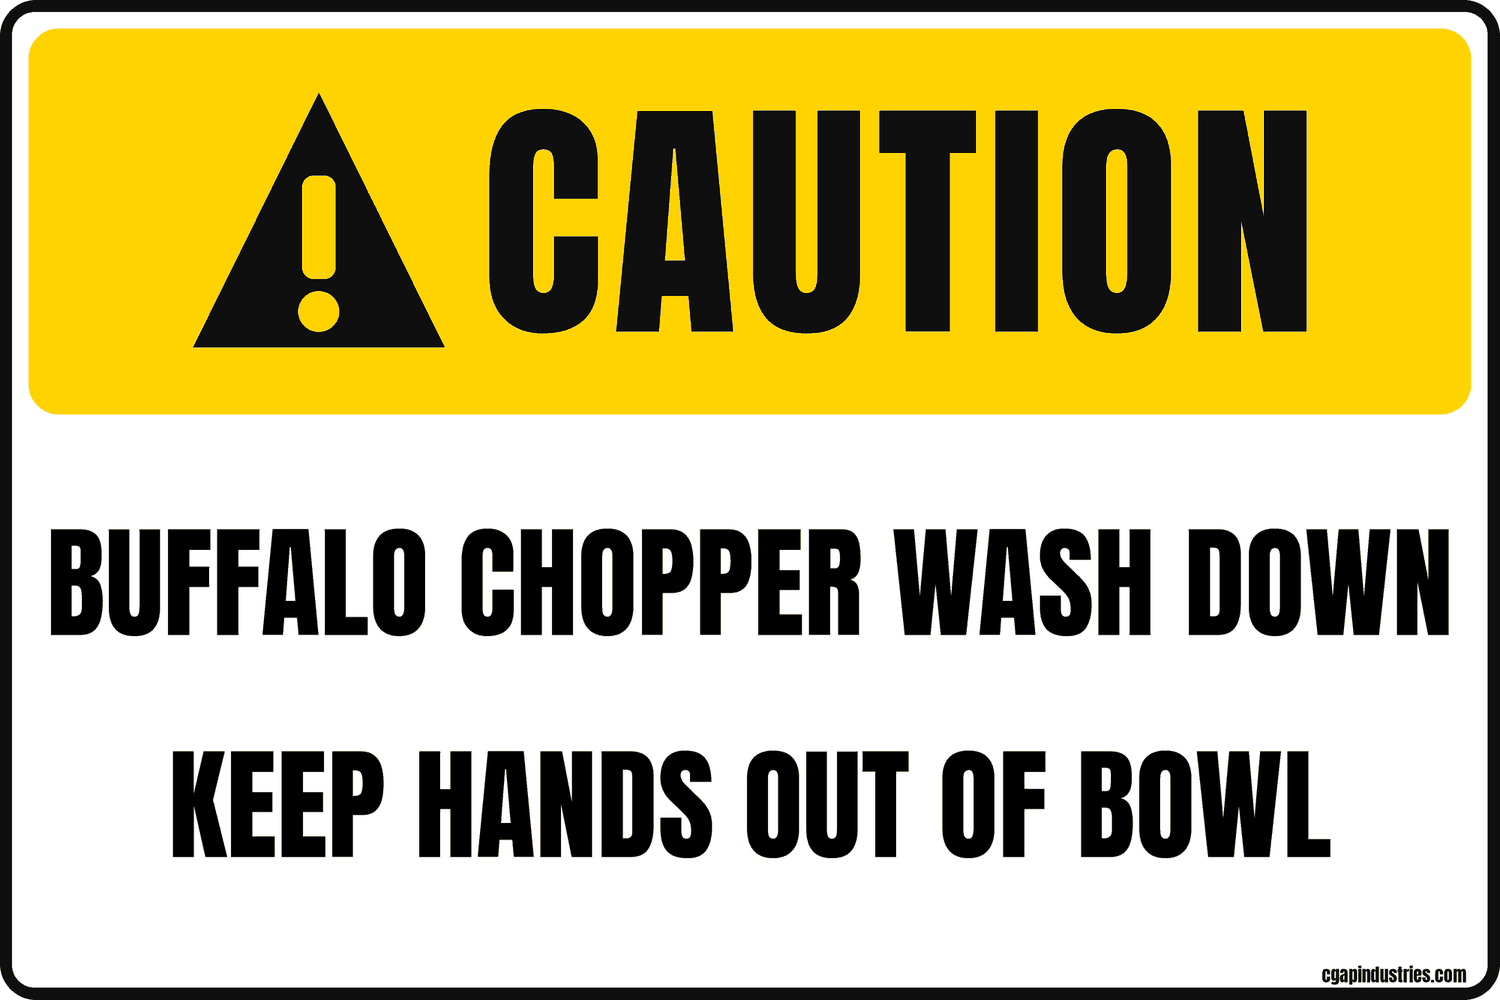 CAUTION
BUFFALO CHOPPER WASH DOWN
KEEP HANDS OUT OF BOWL
cgapindustries.com